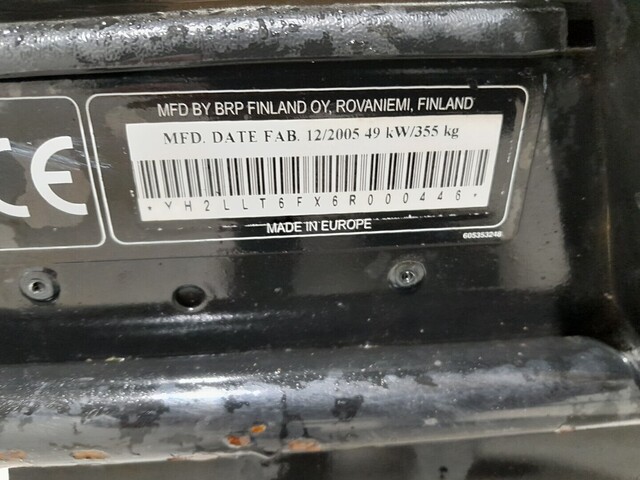 CE
MFD BY BRP FINLAND OY, ROVANIEMI, FINLAND
MFD. DATE FAB. 12/2005 49 kW/355 kg
*YH2LLT6FX6R000446*
MADE IN EUROPE
605353248